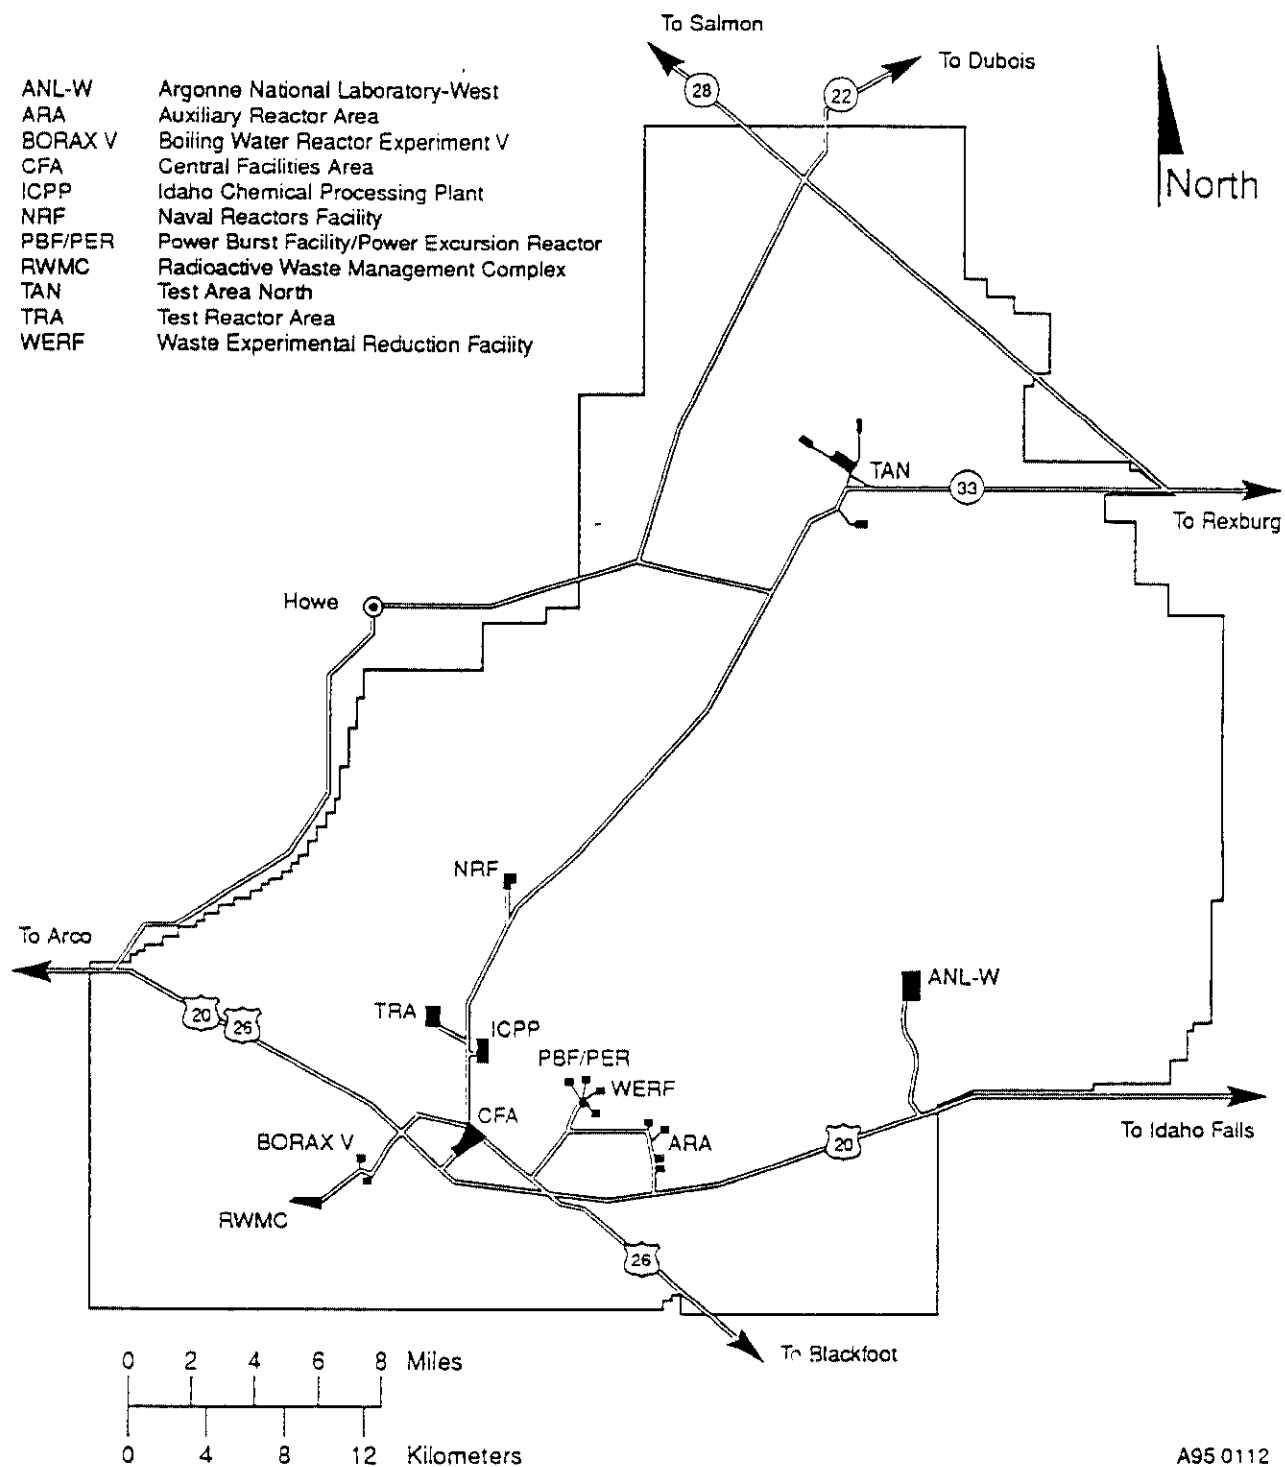 To Salmon
28
22
To Dubois
ANL-W Argonne National Laboratory-West
ARA Auxiliary Reactor Area
BORAX V Boiling Water Reactor Experiment V
CFA Central Facilities Area
ICPP Idaho Chemical Processing Plant
NRF Naval Reactors Facility
PBF/PER Power Burst Facility/Power Excursion Reactor
RWMC Radioactive Waste Management Complex
TAN Test Area North
TRA Test Reactor Area
WERF Waste Experimental Reduction Facility
North
TAN
33
To Rexburg
Howe
NRF
To Arco
ANL-W
20
26
TRA
ICPP
PBF/PER
WERF
CFA
BORAX V
ARA
20
To Idaho Falls
RWMC
26
To Blackfoot
0 2 4 6 8 Miles
0 4 8 12 Kilometers
A95 0112